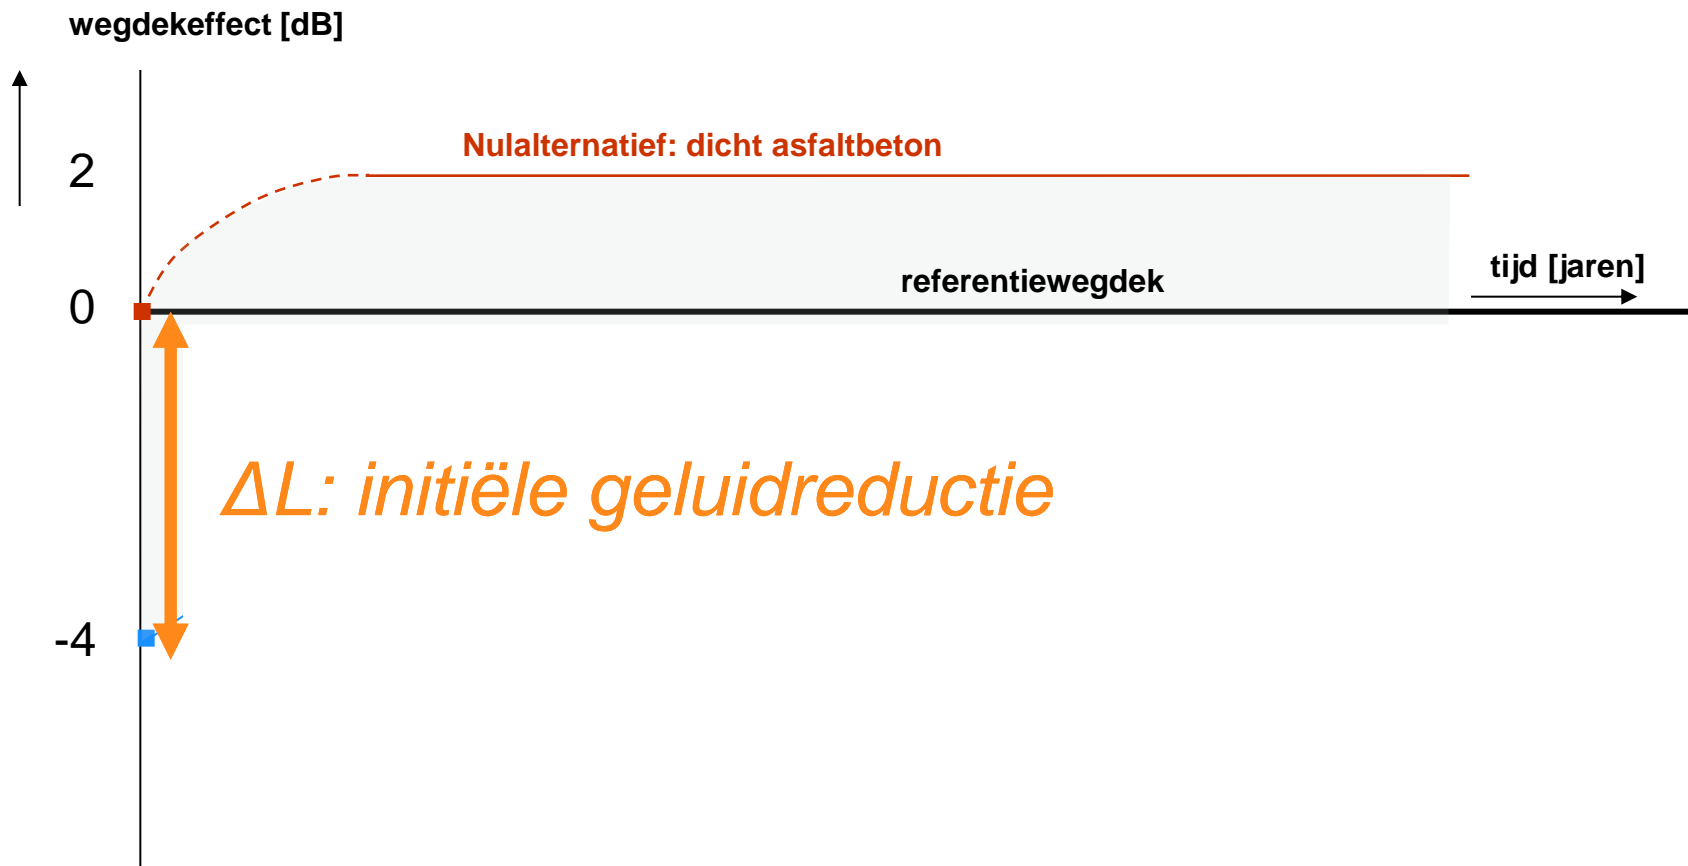 wegdekeffect [dB]
Nulalternatief: dicht asfaltbeton
2
tijd [jaren]
referentiewegdek
0
ΔL: initiële geluidreductie
-4